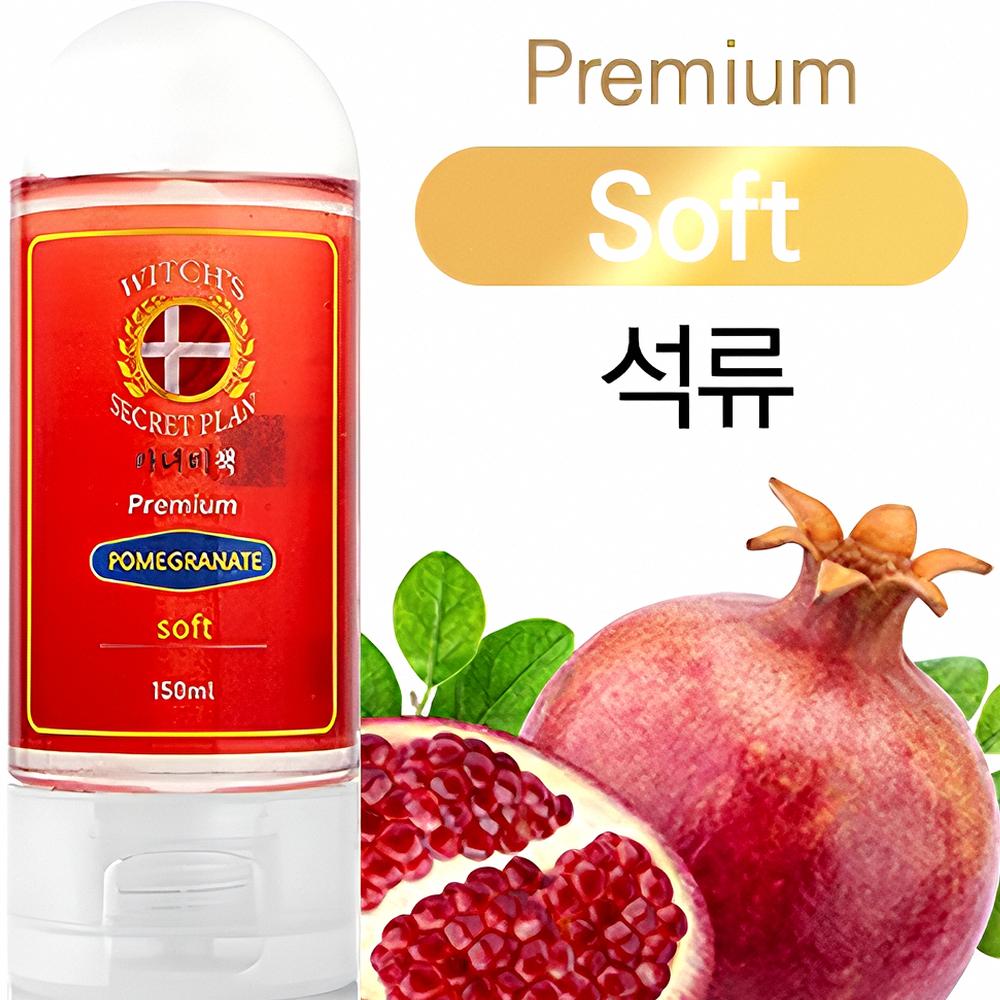 Premium
Soft
석류
WITCH'S
SECRET PLAN
Premium
POMEGRANATE
soft
150ml